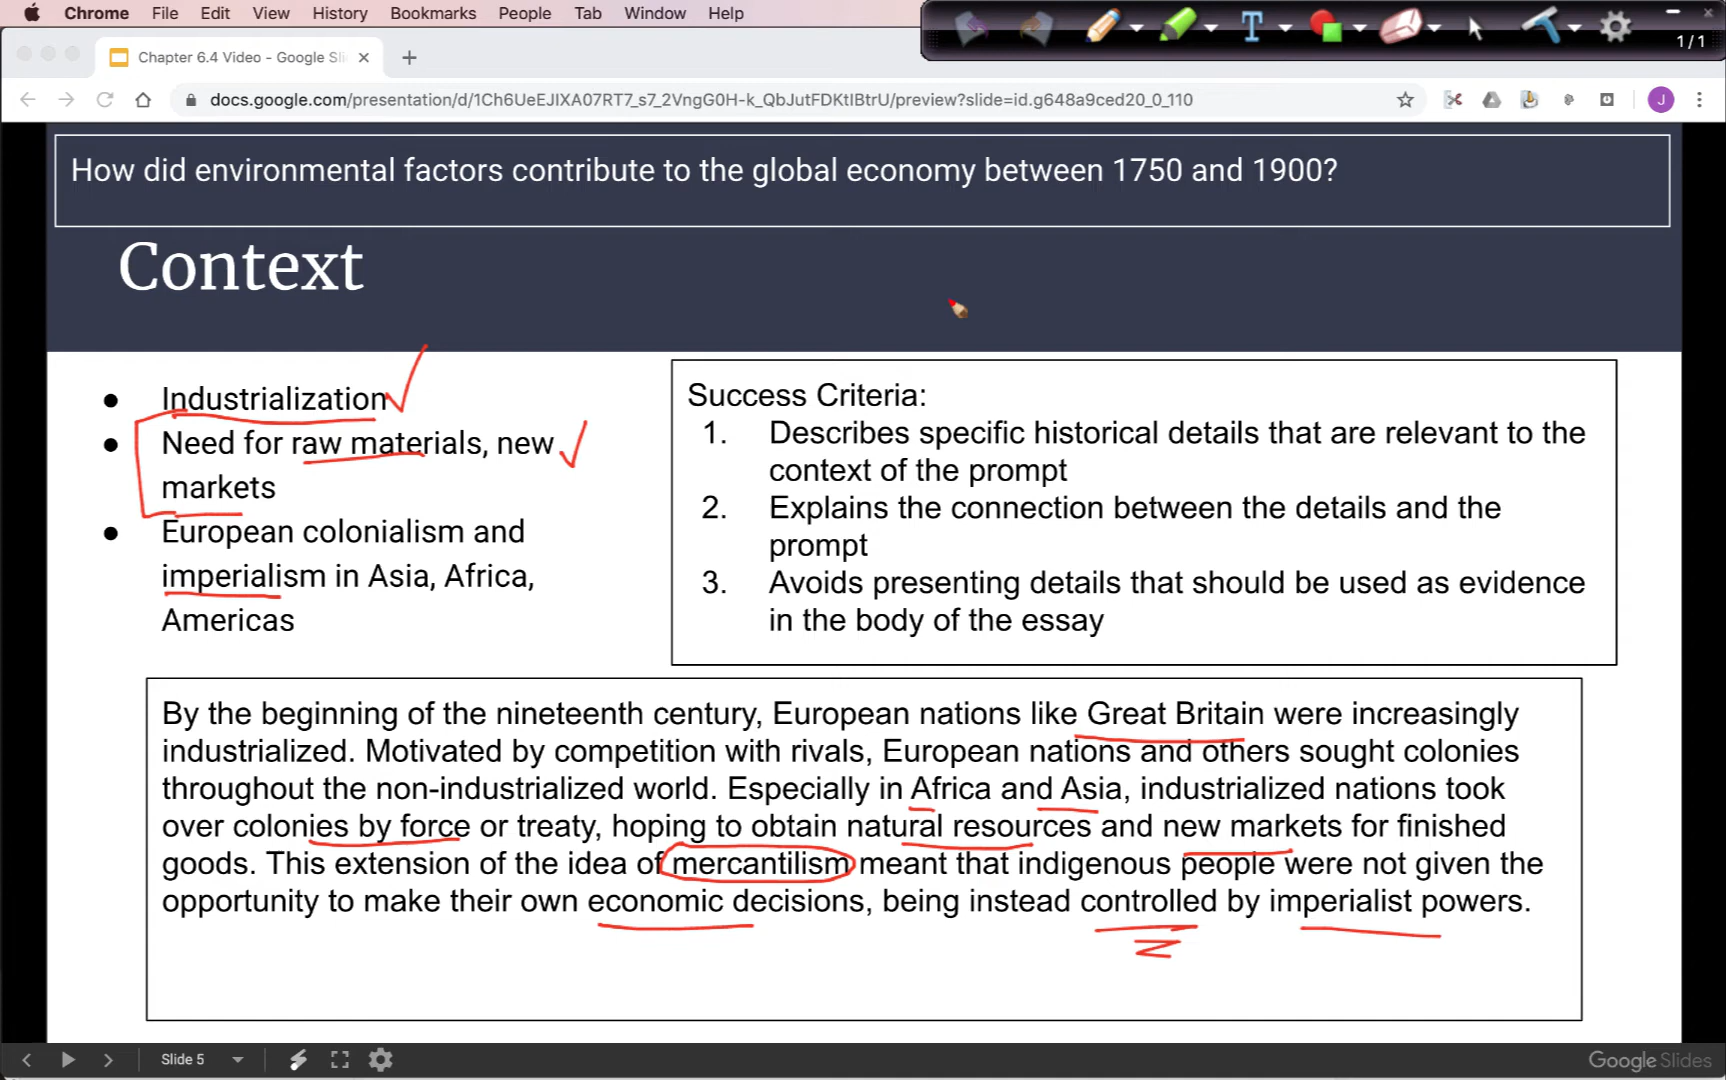 Chrome File Edit View History Bookmarks People Tab Window Help
1/1
Chapter 6.4 Video - Google Sli
docs.google.com/presentation/d/1Ch6UeEJIXA07RT7_s7_2VngG0H-k_QbJutFDKtIBtrU/preview?slide=id.g648a9ced20_0_110
J
How did environmental factors contribute to the global economy between 1750 and 1900?
Context
● Industrialization
● Need for raw materials, new
markets
● European colonialism and
imperialism in Asia, Africa,
Americas
Success Criteria:
1. Describes specific historical details that are relevant to the
context of the prompt
2. Explains the connection between the details and the
prompt
3. Avoids presenting details that should be used as evidence
in the body of the essay
By the beginning of the nineteenth century, European nations like Great Britain were increasingly
industrialized. Motivated by competition with rivals, European nations and others sought colonies
throughout the non-industrialized world. Especially in Africa and Asia, industrialized nations took
over colonies by force or treaty, hoping to obtain natural resources and new markets for finished
goods. This extension of the idea of mercantilism meant that indigenous people were not given the
opportunity to make their own economic decisions, being instead controlled by imperialist powers.
Slide 5
Google Slides